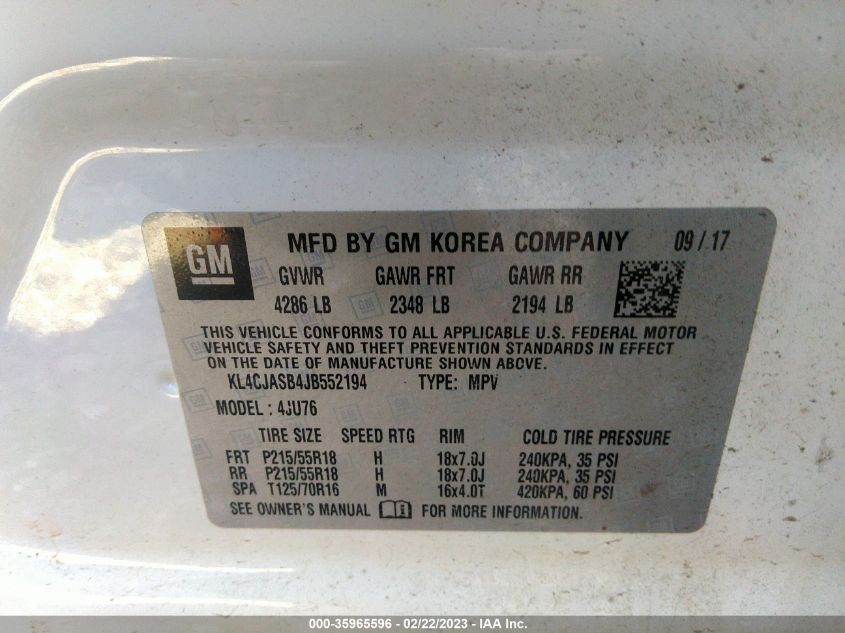 GM MFD BY GM KOREA COMPANY 09/17
GVWR GAWR FRT GAWR RR
4286 LB 2348 LB 2194 LB
THIS VEHICLE CONFORMS TO ALL APPLICABLE U.S. FEDERAL MOTOR
VEHICLE SAFETY AND THEFT PREVENTION STANDARDS IN EFFECT
ON THE DATE OF MANUFACTURE SHOWN ABOVE.
KL4CJASB4JB552194 TYPE: MPV
MODEL: 4JU76
TIRE SIZE SPEED RTG RIM COLD TIRE PRESSURE
FRT P215/55R18 H 18x7.0J 240KPA, 35 PSI
RR P215/55R18 H 18x7.0J 240KPA, 35 PSI
SPA T125/70R16 M 16x4.0T 420KPA, 60 PSI
SEE OWNER'S MANUAL FOR MORE INFORMATION.
000-35965596 - 02/22/2023 - IAA Inc.